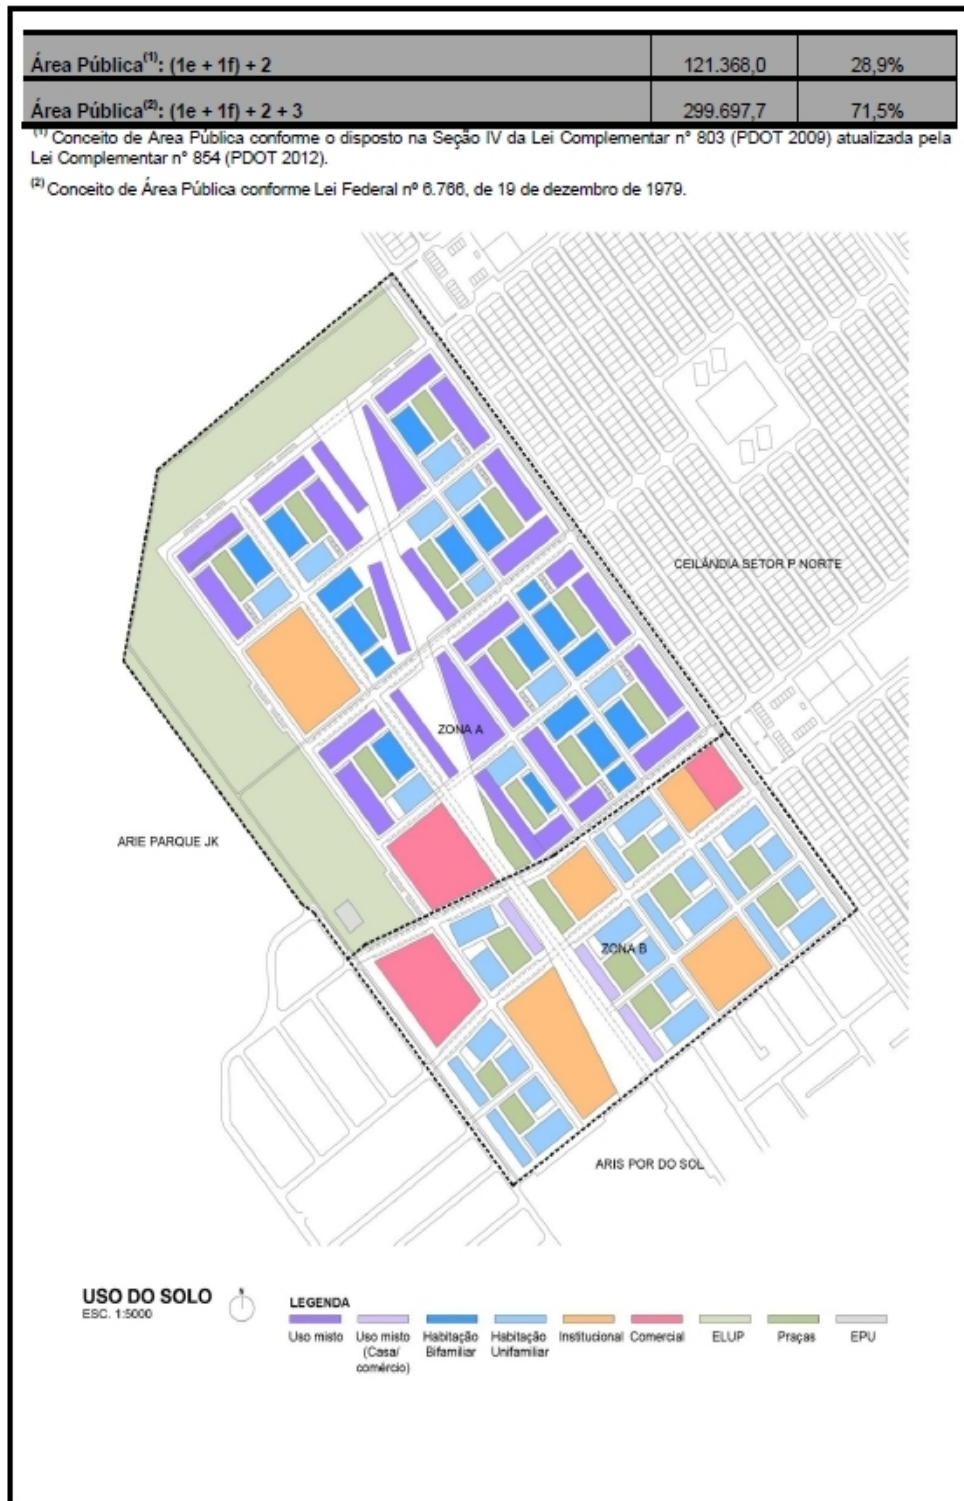 Área Pública(1): (1e + 1f) + 2 121.368,0 28,9%
Área Pública(2): (1e + 1f) + 2 + 3 299.697,7 71,5%
(1) Conceito de Área Pública conforme o disposto na Seção IV da Lei Complementar n° 803 (PDOT 2009) atualizada pela
Lei Complementar n° 854 (PDOT 2012).
(2) Conceito de Área Pública conforme Lei Federal nº 6.766, de 19 de dezembro de 1979.
CEILÂNDIA SETOR P NORTE
ZONA A
ARIE PARQUE JK
ZONA B
ARIS POR DO SOL
USO DO SOLO
ESC. 1:5000
N
LEGENDA
Uso misto
Uso misto
(Casa/
comércio)
Habitação
Bifamiliar
Habitação
Unifamiliar
Institucional
Comercial
ELUP
Praças
EPU